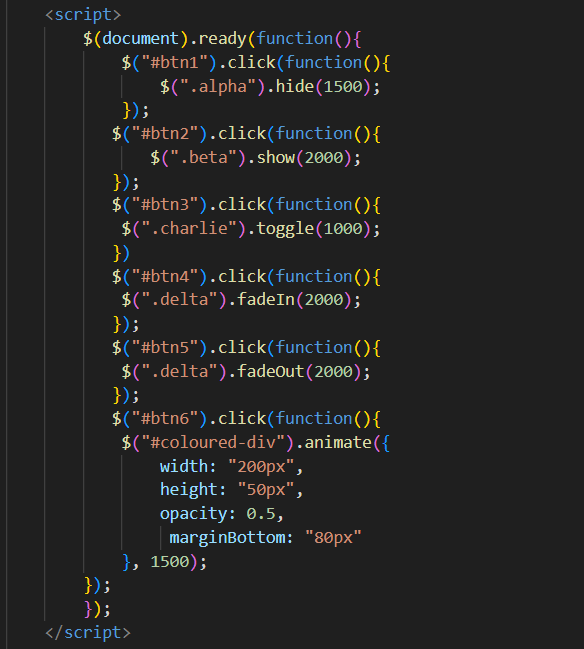 <script>
$(document).ready(function(){
$("#btn1").click(function(){
$(".alpha").hide(1500);
});
$("#btn2").click(function(){
$(".beta").show(2000);
});
$("#btn3").click(function(){
$(".charlie").toggle(1000);
})
$("#btn4").click(function(){
$(".delta").fadeIn(2000);
});
$("#btn5").click(function(){
$(".delta").fadeOut(2000);
});
$("#btn6").click(function(){
$("#coloured-div").animate({
width: "200px",
height: "50px",
opacity: 0.5,
marginBottom: "80px"
}, 1500);
});
});
</script>